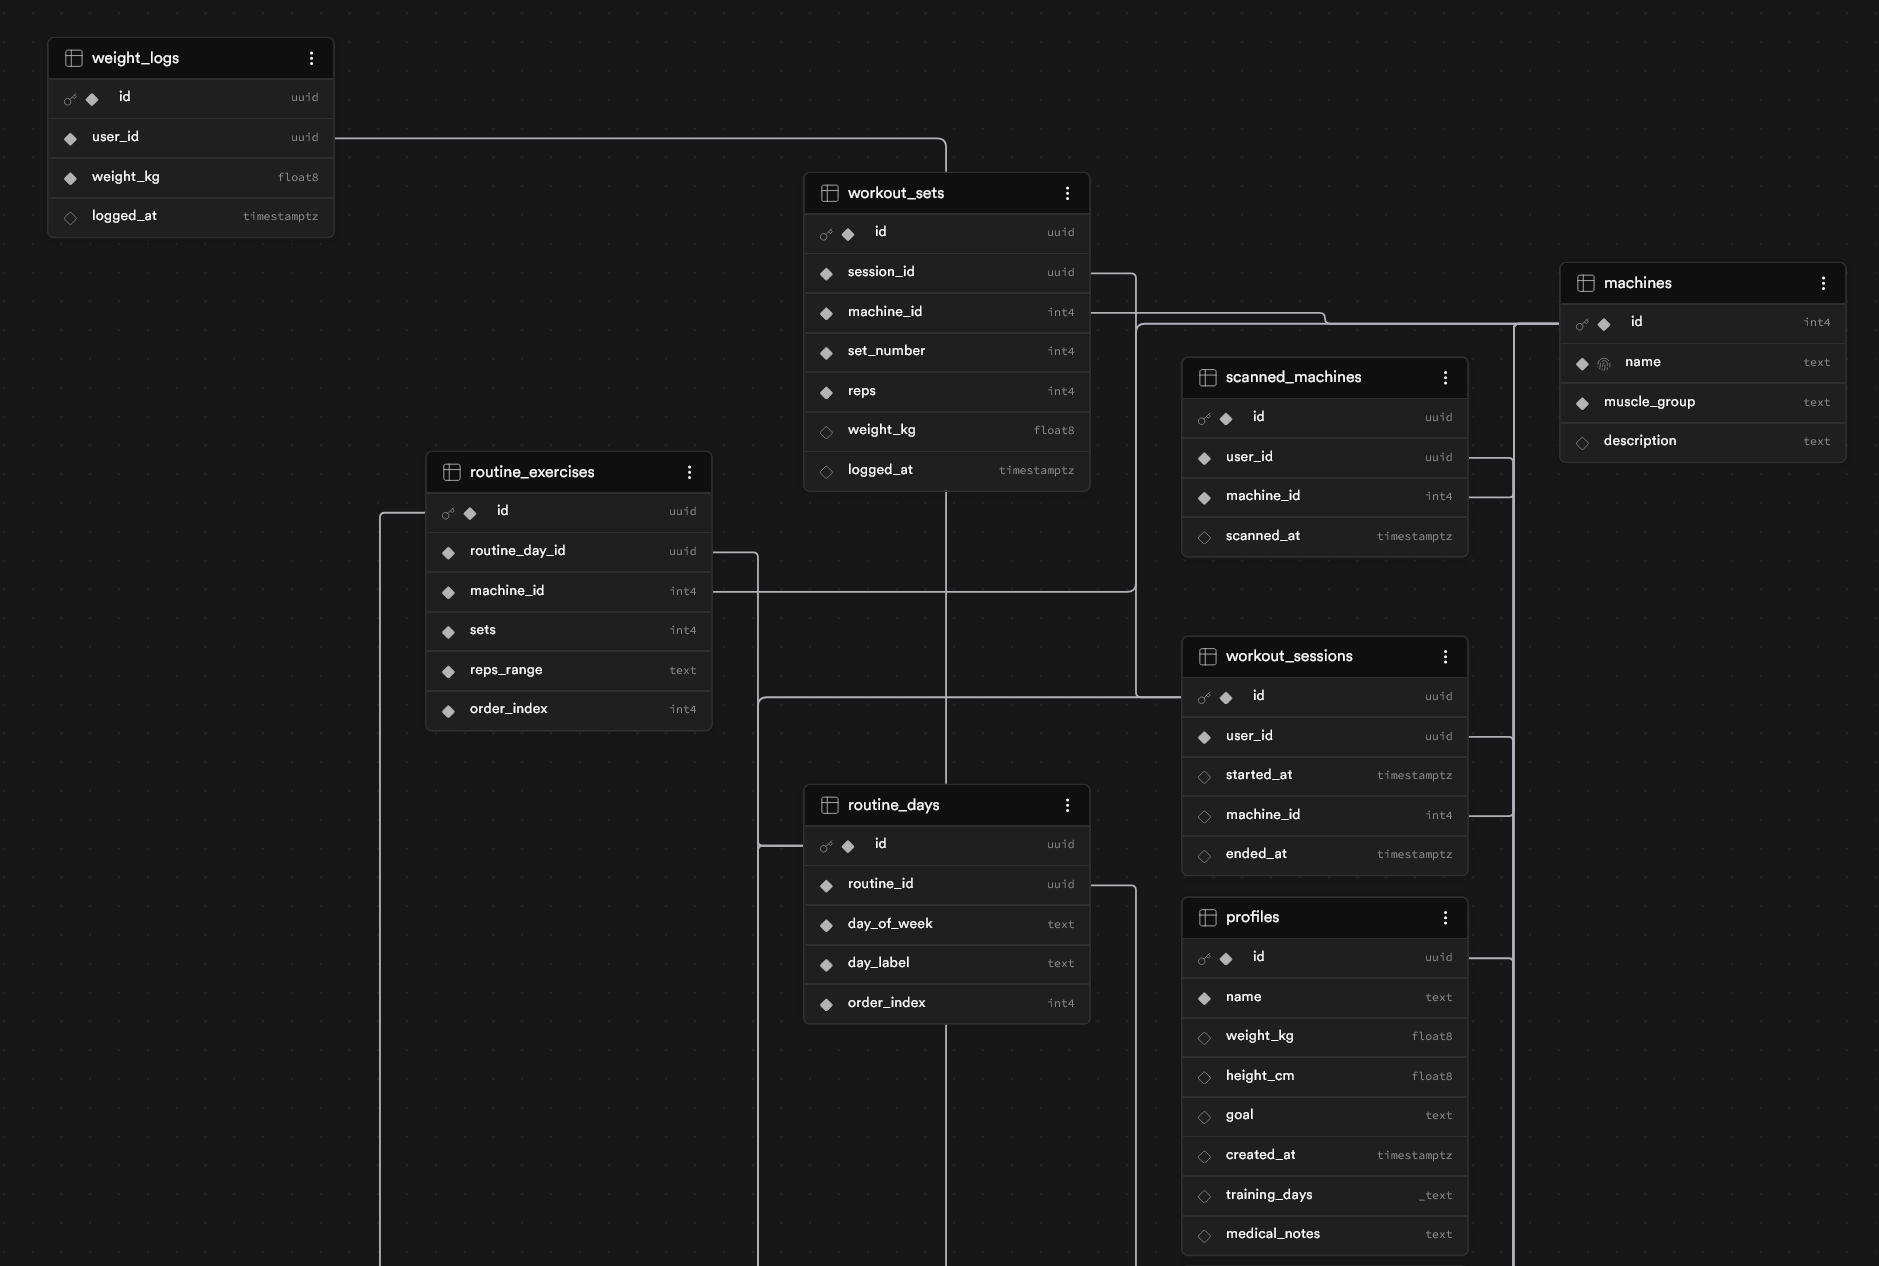 weight_logs
id uuid
user_id uuid
weight_kg float8
logged_at timestamptz
workout_sets
id uuid
session_id uuid
machine_id int4
set_number int4
reps int4
weight_kg float8
logged_at timestamptz
machines
id int4
name text
muscle_group text
description text
scanned_machines
id uuid
user_id uuid
machine_id int4
scanned_at timestamptz
routine_exercises
id uuid
routine_day_id uuid
machine_id int4
sets int4
reps_range text
order_index int4
workout_sessions
id uuid
user_id uuid
started_at timestamptz
machine_id int4
ended_at timestamptz
routine_days
id uuid
routine_id uuid
day_of_week text
day_label text
order_index int4
profiles
id uuid
name text
weight_kg float8
height_cm float8
goal text
created_at timestamptz
training_days _text
medical_notes text